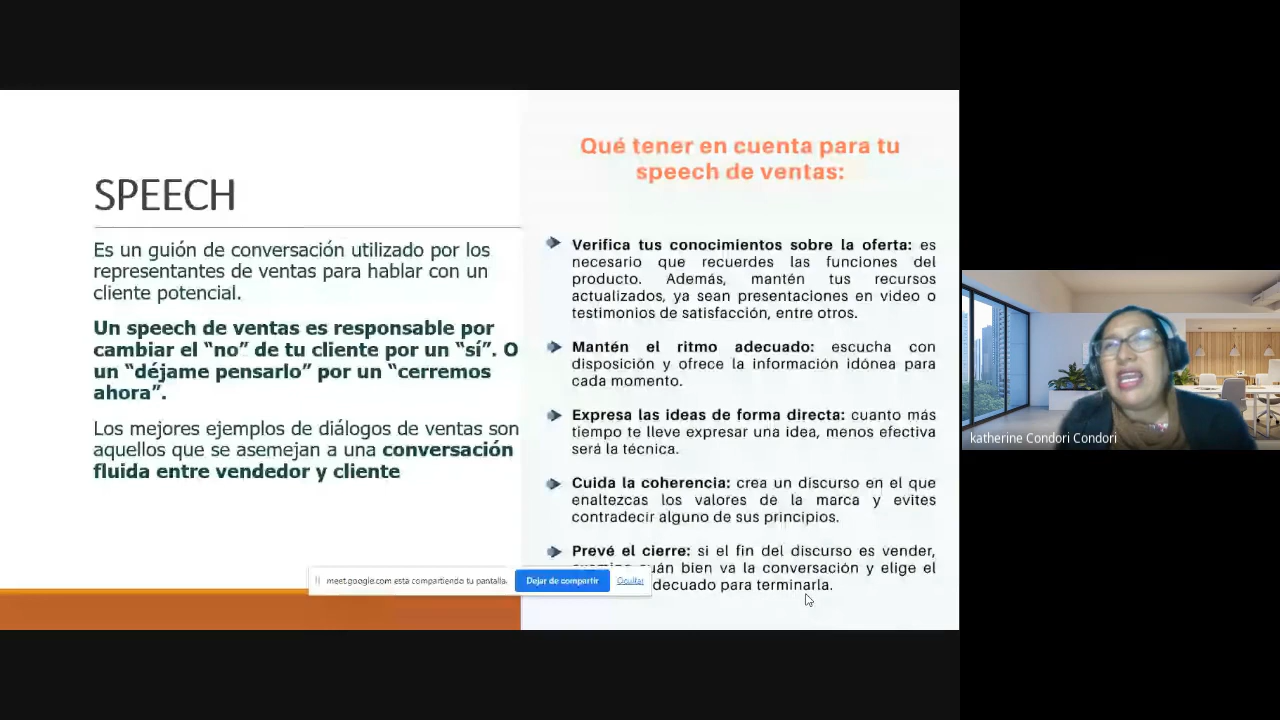 SPEECH
Es un guión de conversación utilizado por los
representantes de ventas para hablar con un
cliente potencial.
Un speech de ventas es responsable por
cambiar el “no” de tu cliente por un “sí”. O
un “déjame pensarlo” por un “cerremos
ahora”.
Los mejores ejemplos de diálogos de ventas son
aquellos que se asemejan a una conversación
fluida entre vendedor y cliente
Qué tener en cuenta para tu
speech de ventas:
Verifica tus conocimientos sobre la oferta: es
necesario que recuerdes las funciones del
producto. Además, mantén tus recursos
actualizados, ya sean presentaciones en video o
testimonios de satisfacción, entre otros.
Mantén el ritmo adecuado: escucha con
disposición y ofrece la información idónea para
cada momento.
Expresa las ideas de forma directa: cuanto más
tiempo te lleve expresar una idea, menos efectiva
será la técnica.
Cuida la coherencia: crea un discurso en el que
enaltezcas los valores de la marca y evites
contradecir alguno de sus principios.
Prevé el cierre: si el fin del discurso es vender,
bien va la conversación y elige el
para terminarla.
meet.google.com está compartiendo tu pantalla.
Dejar de compartir
Ocultar
katherine Condori Condori